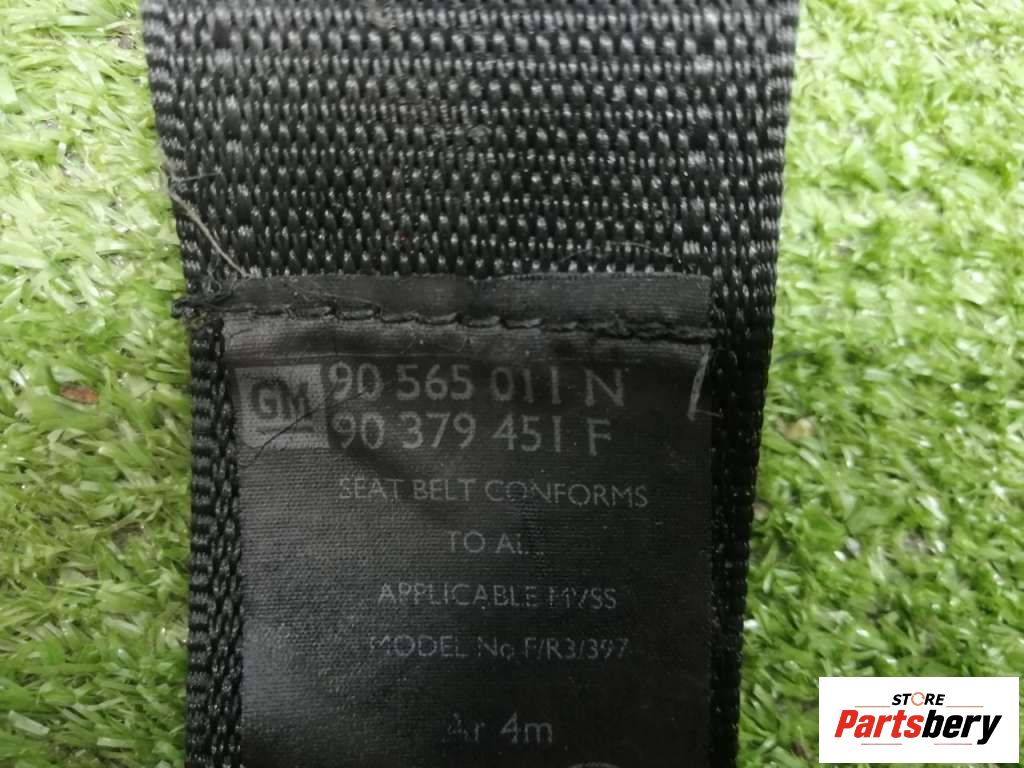 GM
90 565 011 N
90 379 451 F
SEAT BELT CONFORMS
TO ALL
APPLICABLE MVSS
MODEL No. F/R3/397
Ar 4m
STORE
Partsbery